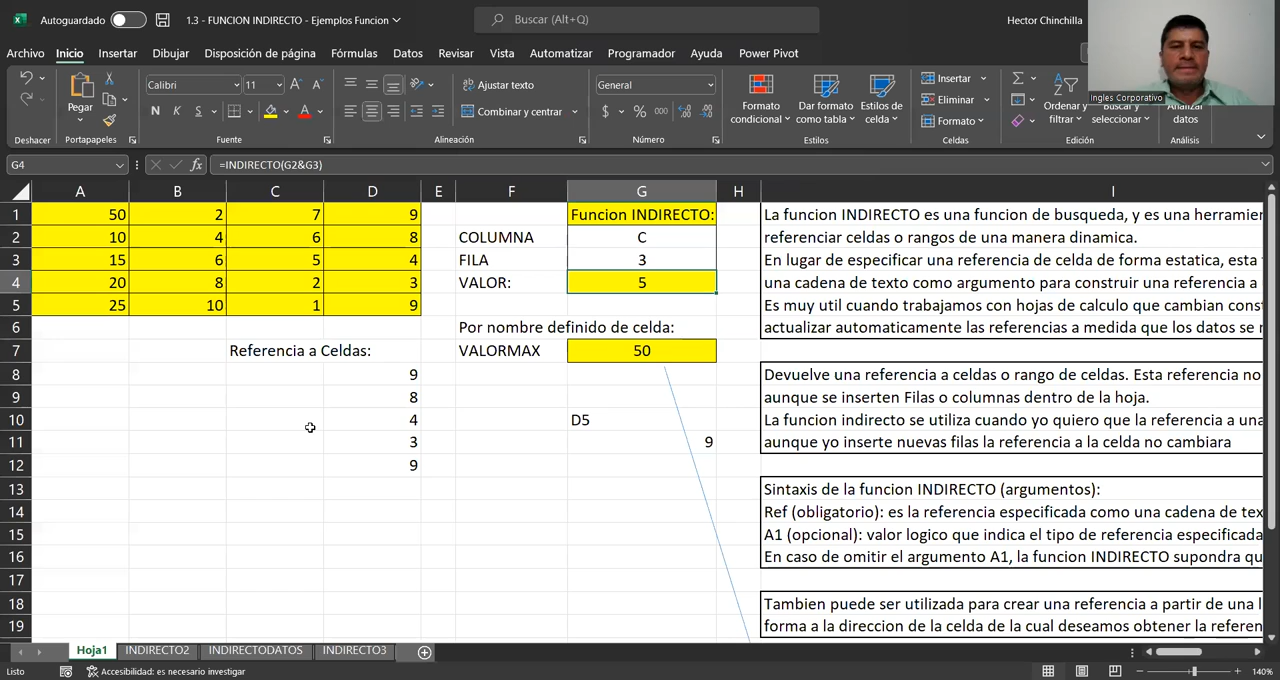 Autoguardado
1.3 - FUNCION INDIRECTO - Ejemplos Funcion
Buscar (Alt+Q)
Hector Chinchilla
Ingles Corporativo
Archivo Inicio Insertar Dibujar Disposición de página Fórmulas Datos Revisar Vista Automatizar Programador Ayuda Power Pivot
Pegar
Calibri 11
N K S
Ajustar texto
Combinar y centrar
General
$ % 000
Formato condicional
Dar formato como tabla
Estilos de celda
Insertar
Eliminar
Formato
Ordenar y filtrar
Buscar y seleccionar
Analizar datos
Deshacer Portapapeles Fuente Alineación Número Estilos Celdas Edición Análisis
G4 fx =INDIRECTO(G2&G3)
A B C D E F G H I
1 50 2 7 9 Funcion INDIRECTO: La funcion INDIRECTO es una funcion de busqueda, y es una
2 10 4 6 8 COLUMNA C referenciar celdas o rangos de una manera dinamica.
3 15 6 5 4 FILA 3 En lugar de especificar una referencia de celda de forma estatica, esta
4 20 8 2 3 VALOR: 5 una cadena de texto como argumento para construir una referencia a
5 25 10 1 9 Es muy util cuando trabajamos con hojas de calculo que cambian
6 Por nombre definido de celda: actualizar automaticamente las referencias a medida que los datos se
7 Referencia a Celdas: VALORMAX 50
8 9 Devuelve una referencia a celdas o rango de celdas. Esta referencia no
9 8 aunque se inserten Filas o columnas dentro de la hoja.
10 4 D5 La funcion indirecto se utiliza cuando yo quiero que la referencia a
11 3 9 aunque yo inserte nuevas filas la referencia a la celda no cambiara
12 9
13 Sintaxis de la funcion INDIRECTO (argumentos):
14 Ref (obligatorio): es la referencia especificada como una cadena de
15 A1 (opcional): valor logico que indica el tipo de referencia especificada
16 En caso de omitir el argumento A1, la funcion INDIRECTO supondra
17
18 Tambien puede ser utilizada para crear una referencia a partir de una
19 forma a la direccion de la celda de la cual deseamos obtener la
Hoja1 INDIRECTO2 INDIRECTODATOS INDIRECTO3
Listo Accesibilidad: es necesario investigar 140%